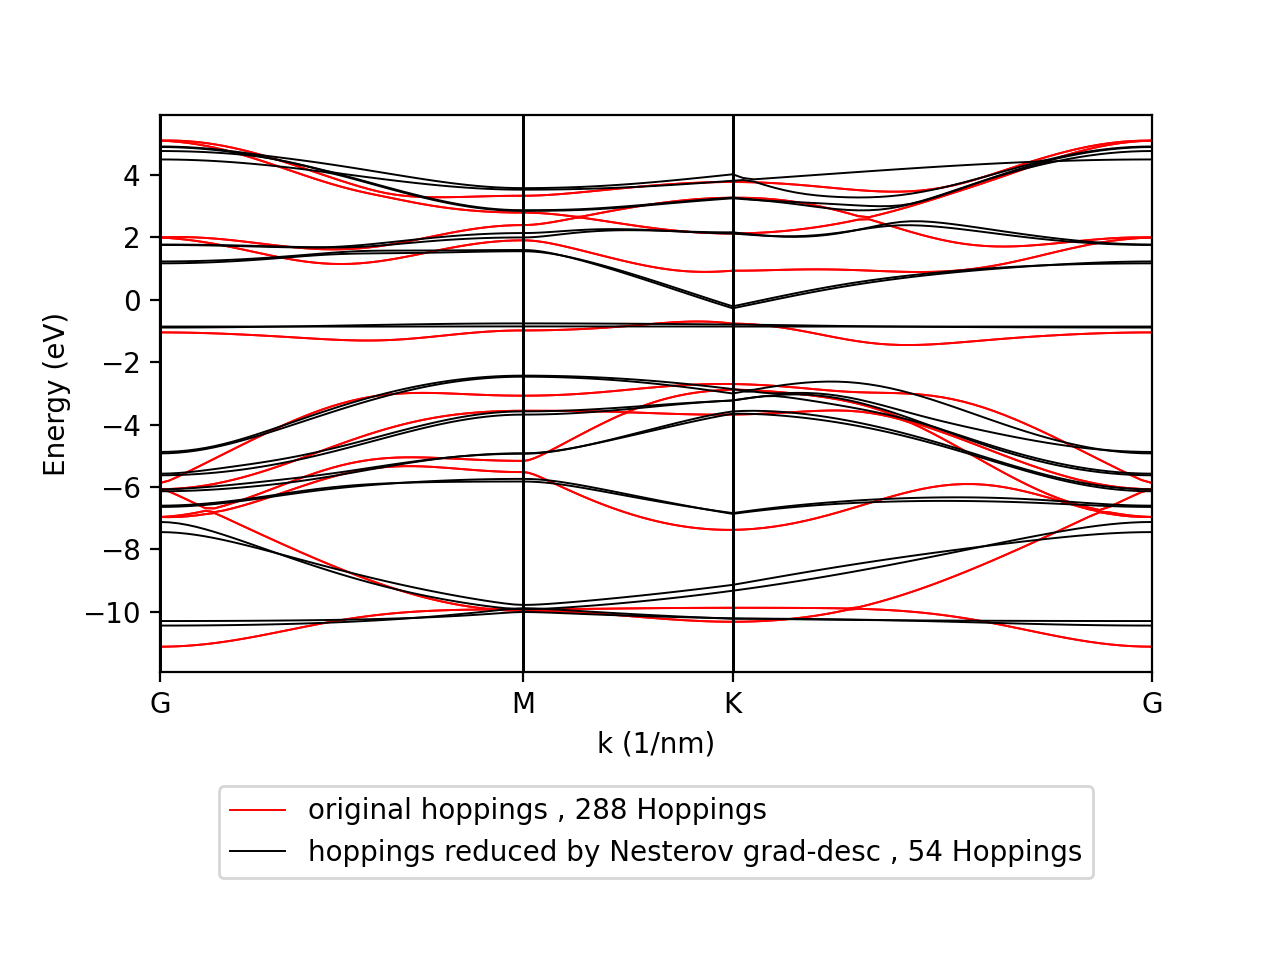 4
2
0
−2
−4
−6
−8
−10
Energy (eV)
G M K G
k (1/nm)
original hoppings , 288 Hoppings
hoppings reduced by Nesterov grad-desc , 54 Hoppings